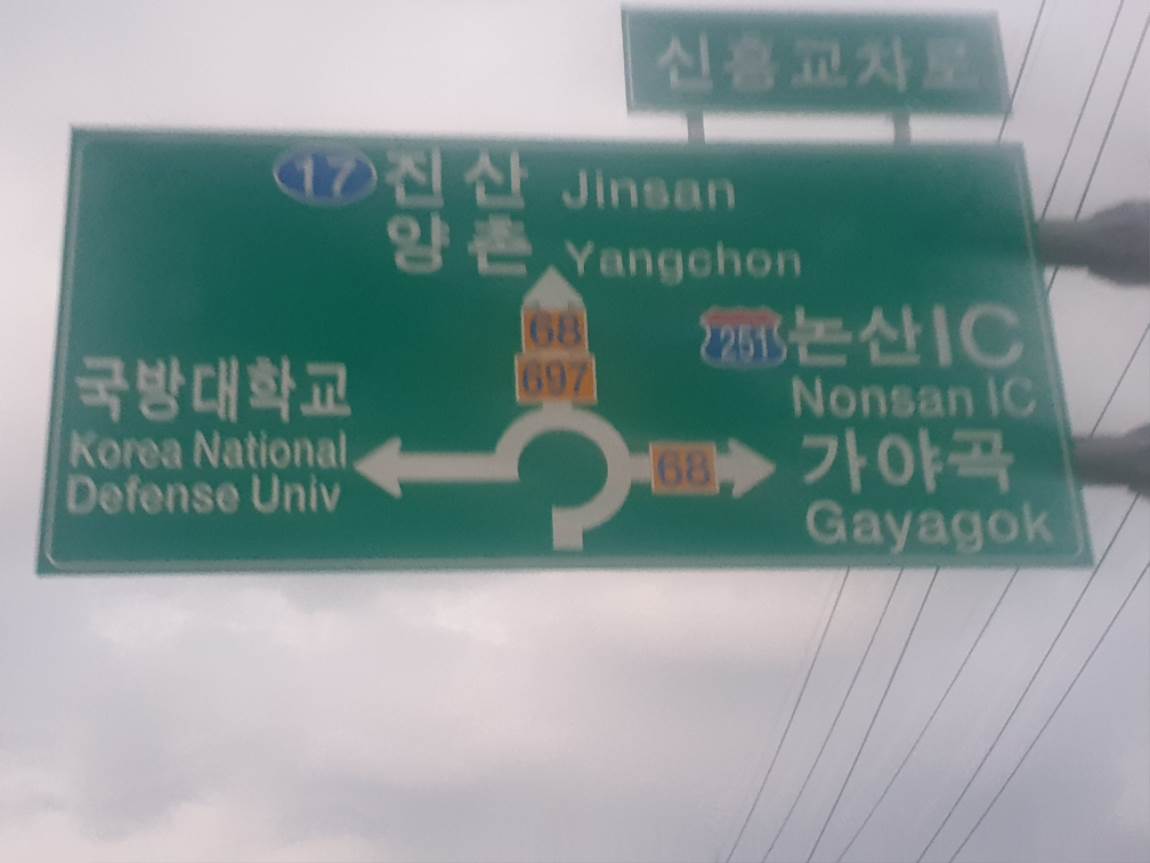 신흥교차로
17 진산 Jinsan
양촌 Yangchon
68
697
251 논산IC
Nonsan IC
국방대학교
Korea National
Defense Univ
68
가야곡
Gayagok